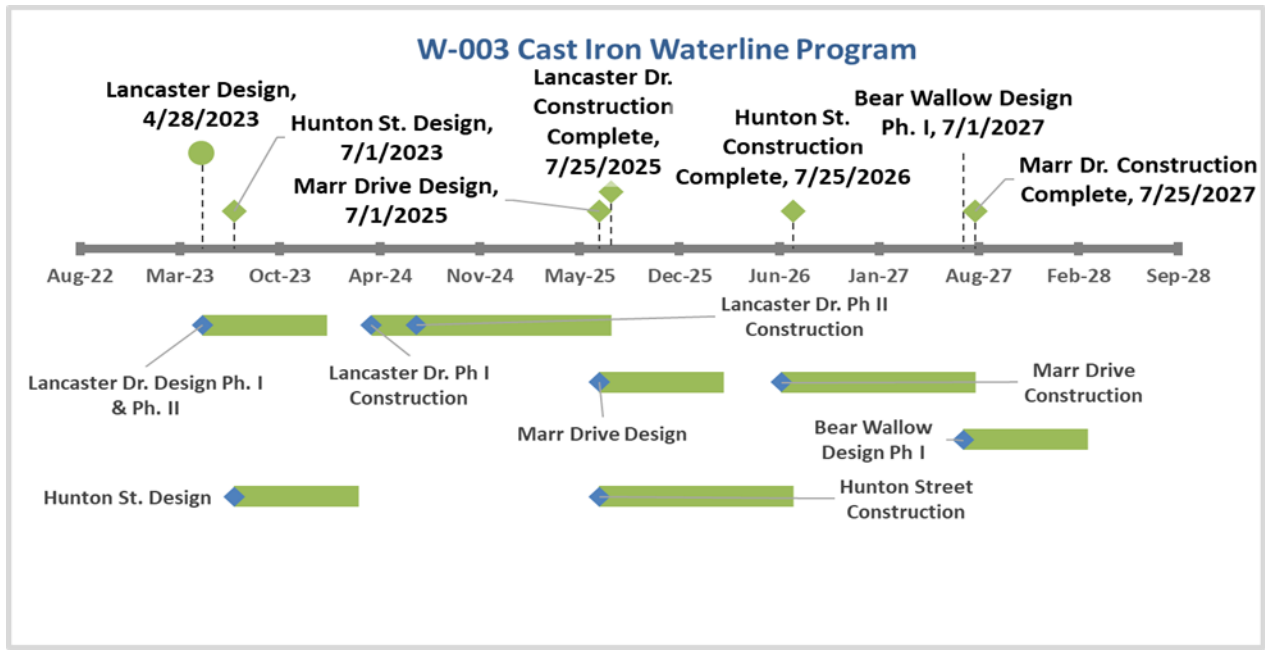 W-003 Cast Iron Waterline Program
Lancaster Design,
4/28/2023
Hunton St. Design,
7/1/2023
Marr Drive Design,
7/1/2025
Lancaster Dr.
Construction
Complete,
7/25/2025
Hunton St.
Construction
Complete, 7/25/2026
Bear Wallow Design
Ph. I, 7/1/2027
Marr Dr. Construction
Complete, 7/25/2027
Aug-22 Mar-23 Oct-23 Apr-24 Nov-24 May-25 Dec-25 Jun-26 Jan-27 Aug-27 Feb-28 Sep-28
Lancaster Dr. Design Ph. I
& Ph. II
Lancaster Dr. Ph I
Construction
Lancaster Dr. Ph II
Construction
Marr Drive Design
Marr Drive
Construction
Bear Wallow
Design Ph I
Hunton St. Design
Hunton Street
Construction